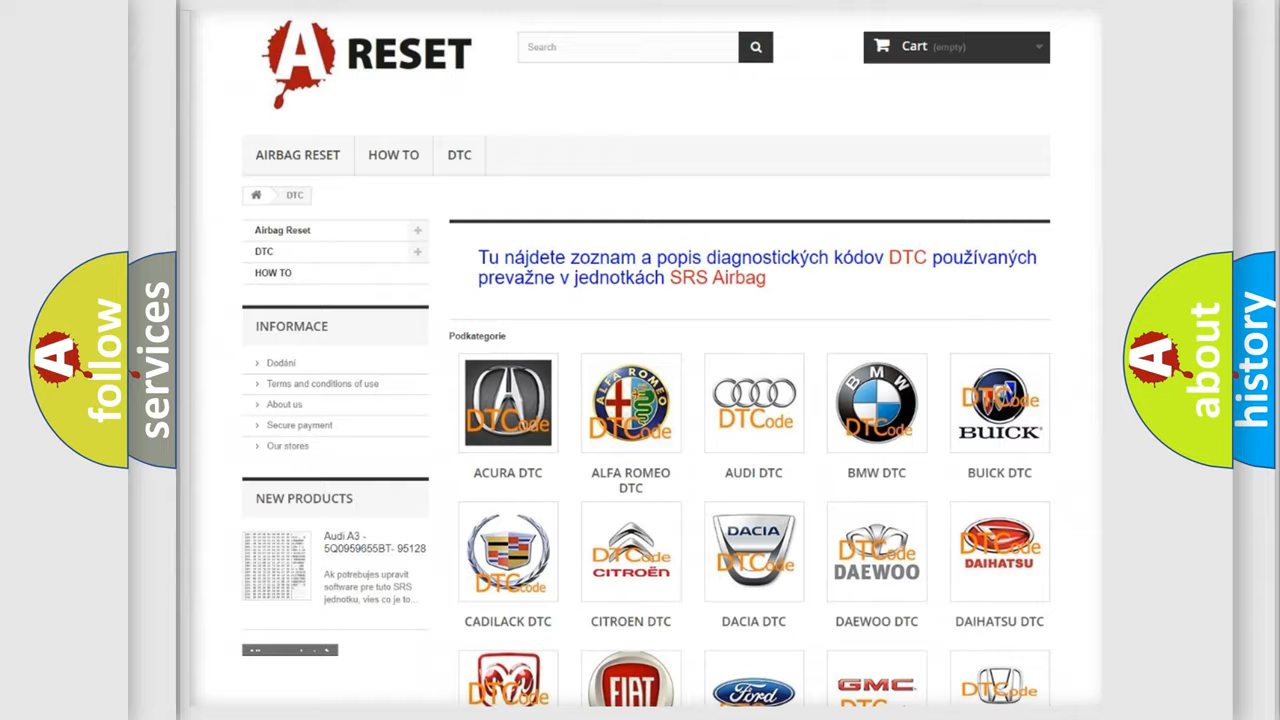 A RESET
Search
Cart (empty)
AIRBAG RESET
HOW TO
DTC
DTC
Airbag Reset
DTC
HOW TO
Tu nájdete zoznam a popis diagnostických kódov DTC používaných
prevažne v jednotkách SRS Airbag
INFORMACE
Dodání
Terms and conditions of use
About us
Secure payment
Our stores
NEW PRODUCTS
Audi A3 -
5Q0959655BT- 95128
Ak potrebujes upravit
software pre tuto SRS
jednotku, vies co je to...
Podkategorie
DTCode
ALFA ROMEO
DTCode
DTCode
BMW
DTCode
DTCode
BUICK
ACURA DTC
ALFA ROMEO
DTC
AUDI DTC
BMW DTC
BUICK DTC
DTCode
DTCode
CITROËN
DACIA
DTCode
DTCode
DAEWOO
DTCode
DAIHATSU
CADILACK DTC
CITROEN DTC
DACIA DTC
DAEWOO DTC
DAIHATSU DTC
DTCode
FIAT
Ford
GMC
DTCode
A follow
services
A about
history